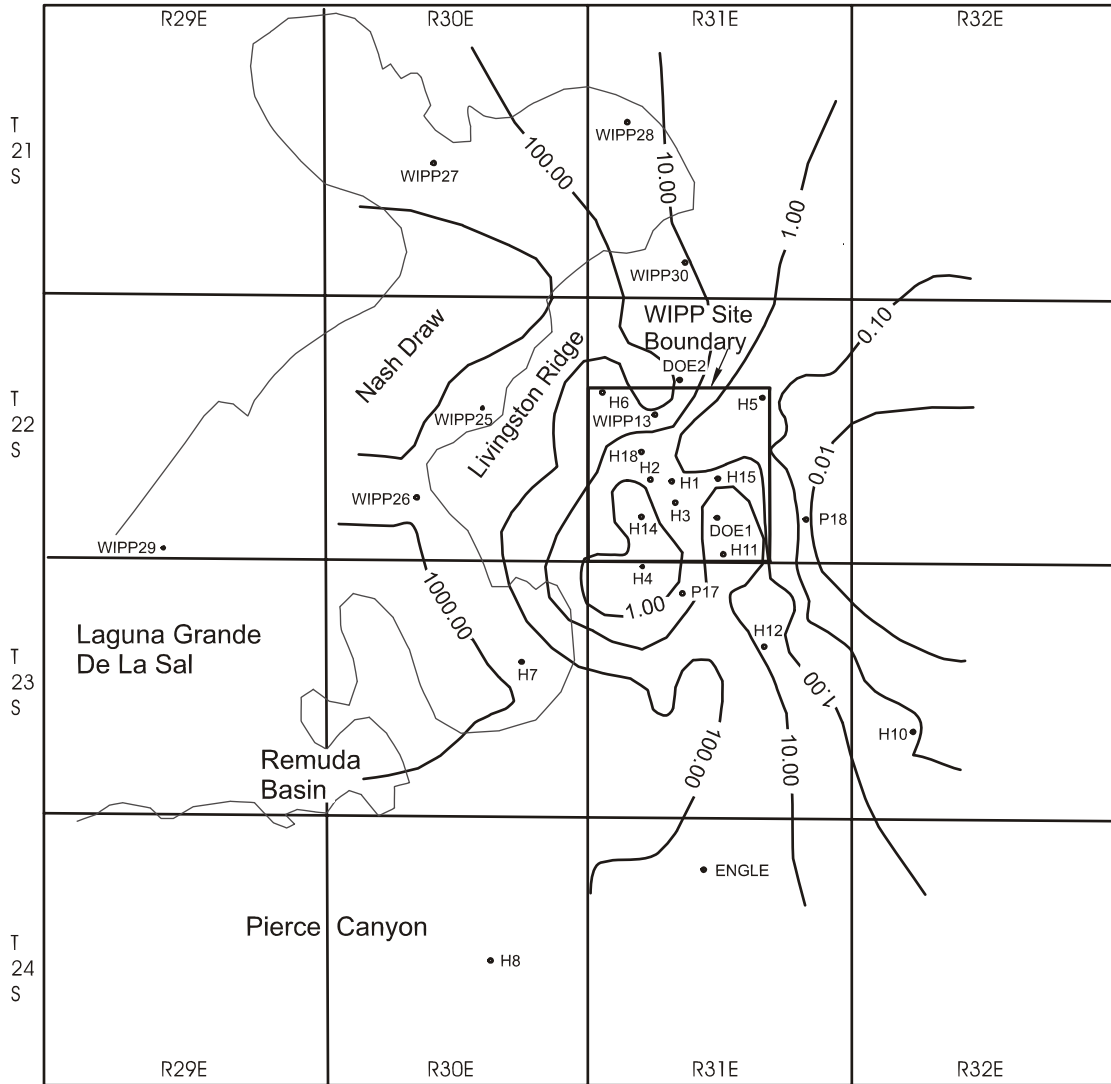 R29E R30E R31E R32E
T
21
S
WIPP28
WIPP27
100.00
10.00
1.00
WIPP30
WIPP Site
Boundary
0.10
Nash Draw
Livingston Ridge
DOE2
H6
H5
WIPP25
WIPP13
T
22
S
H18
H2
H1
H15
0.01
WIPP26
H3
H14
DOE1
P18
WIPP29
H11
H4
1000.00
1.00
P17
H12
Laguna Grande
De La Sal
T
23
S
H7
1.00
H10
100.00
10.00
Remuda
Basin
ENGLE
Pierce Canyon
T
24
S
H8
R29E R30E R31E R32E